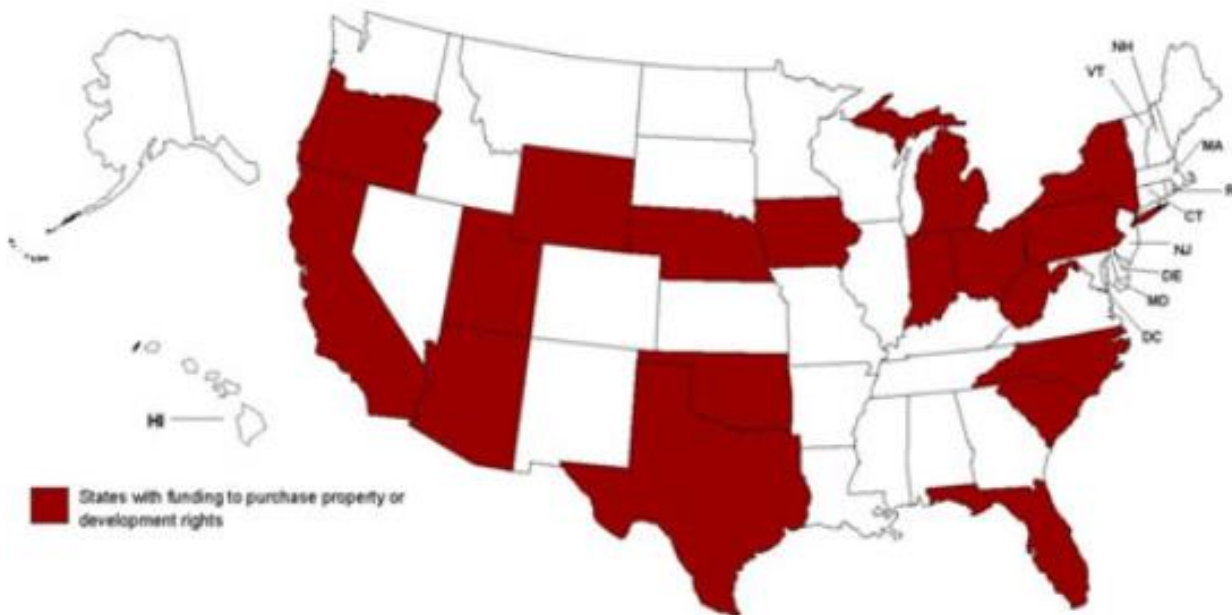 NH
VT
MA
R
CT
NJ
DE
MD
DC
HI
States with funding to purchase property or
development rights